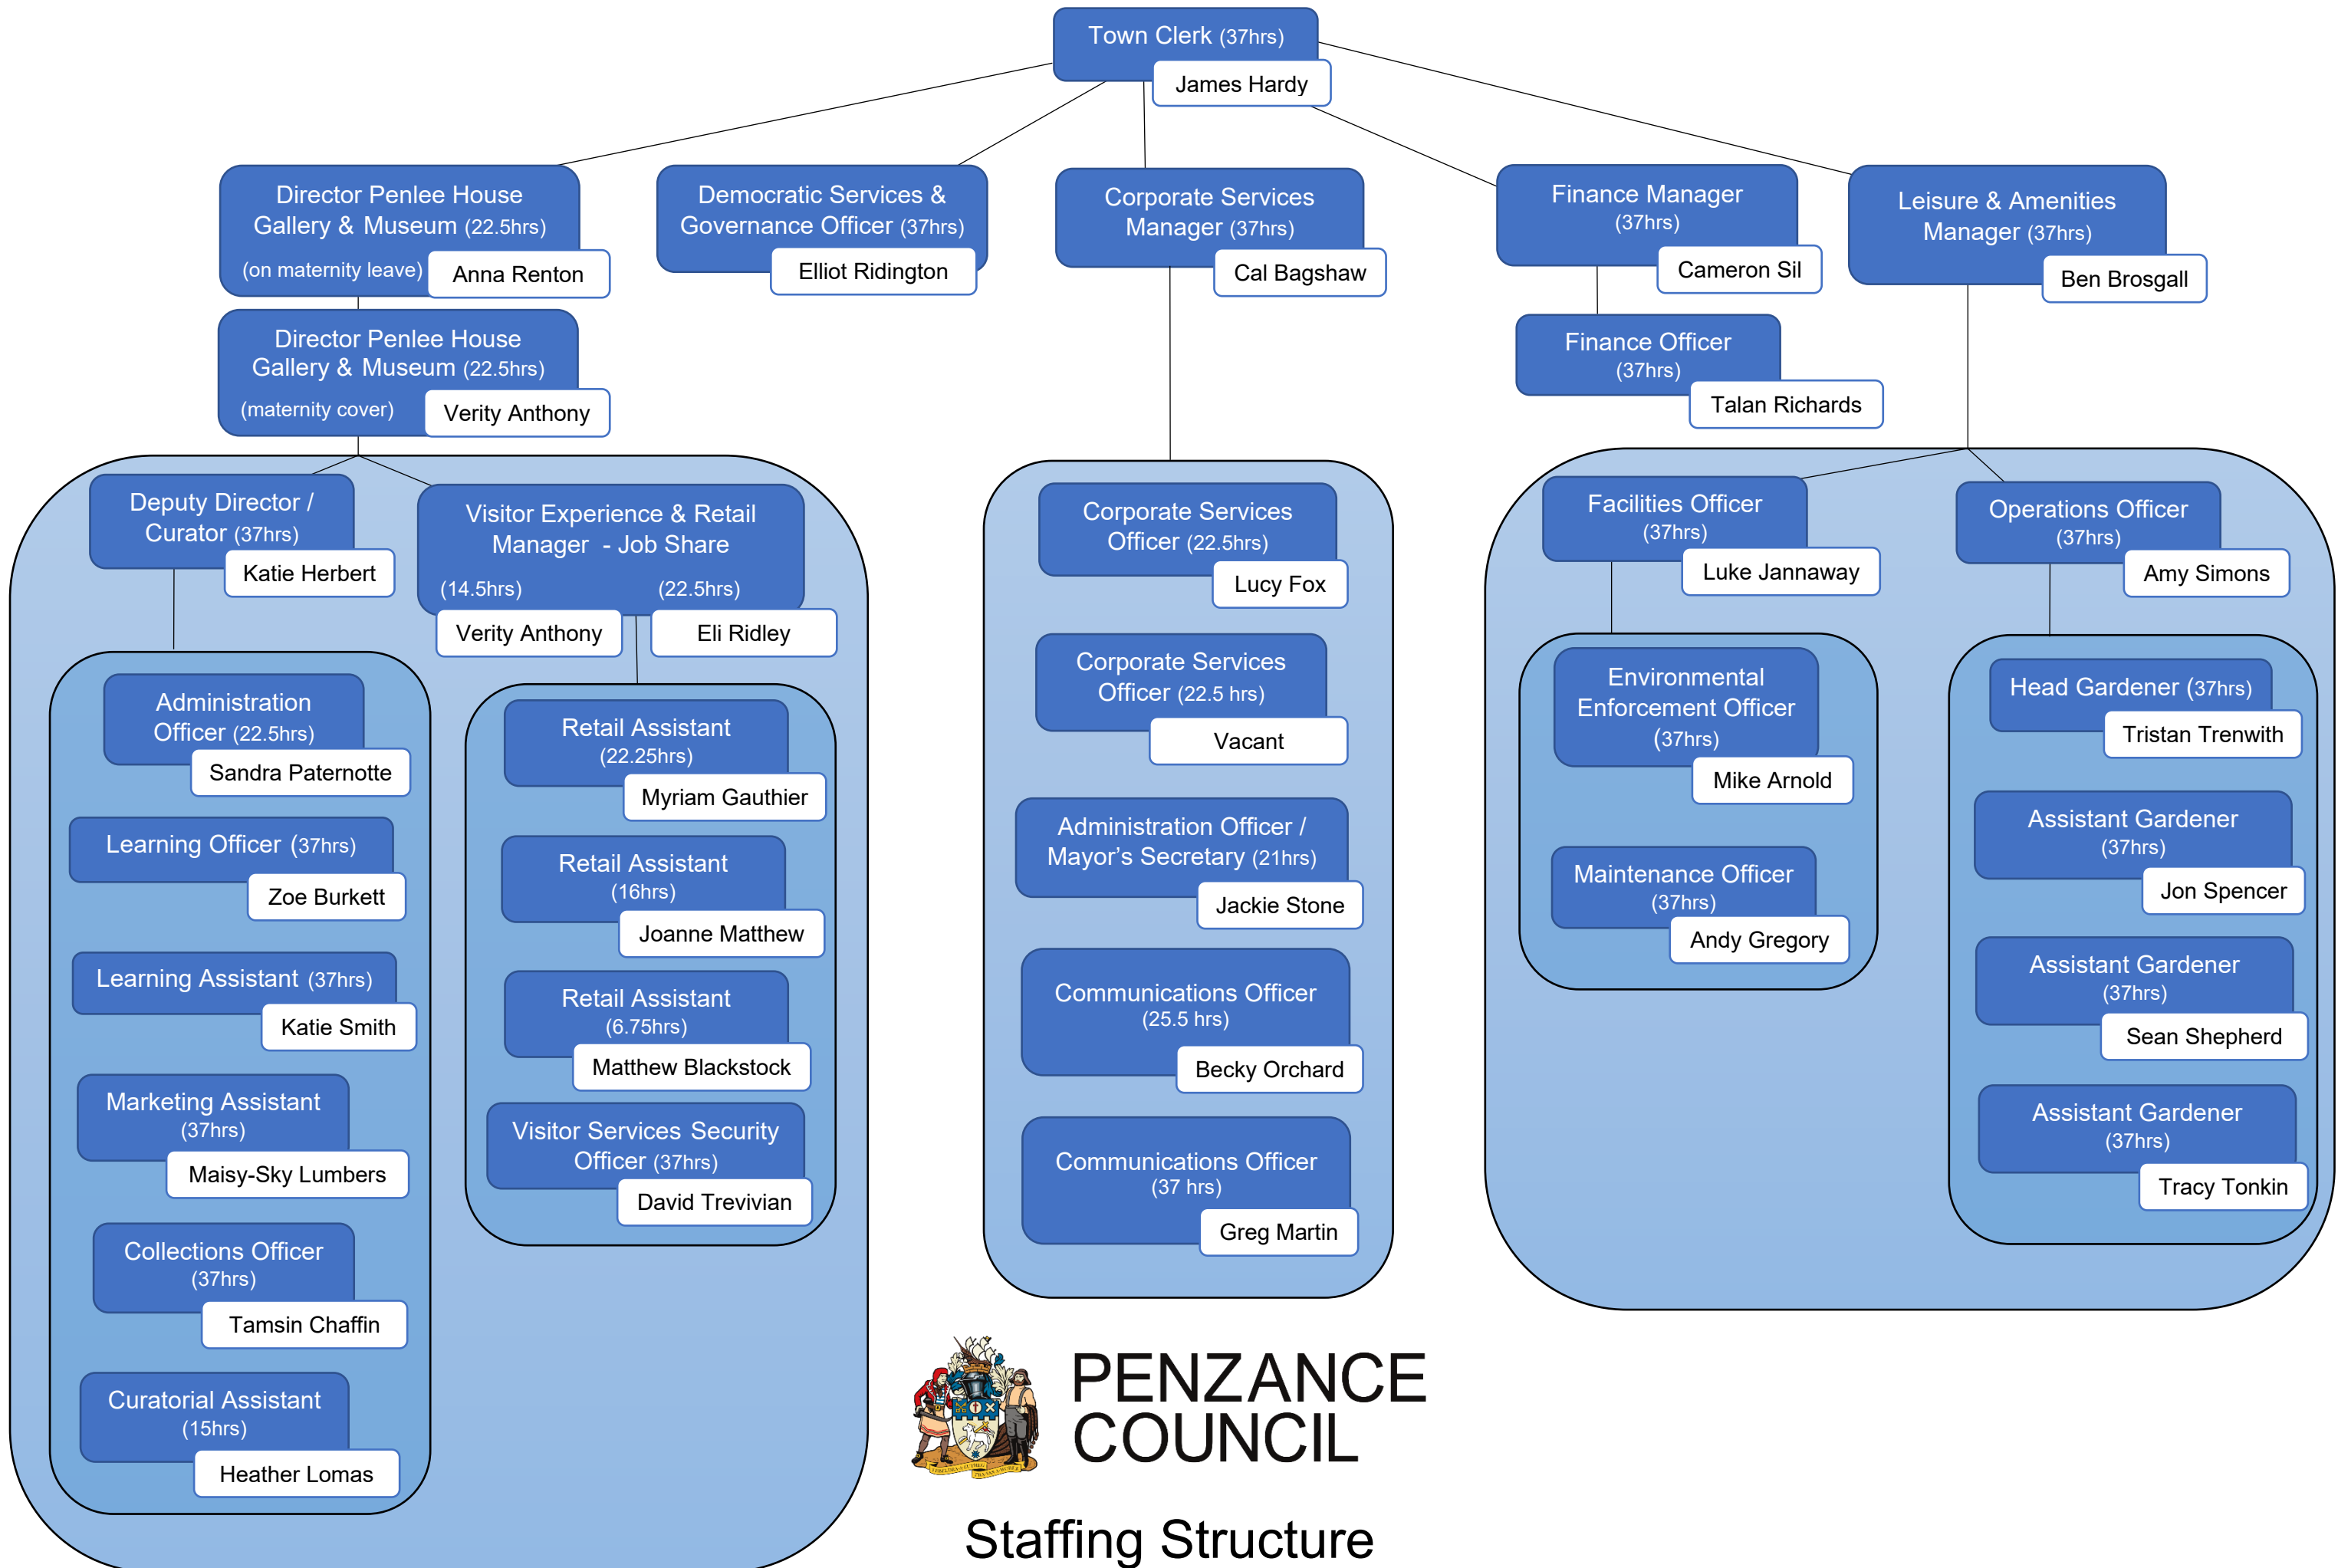 Town Clerk (37hrs)
James Hardy
Director Penlee House
Gallery & Museum (22.5hrs)
(on maternity leave)
Anna Renton
Democratic Services &
Governance Officer (37hrs)
Elliot Ridington
Corporate Services
Manager (37hrs)
Cal Bagshaw
Finance Manager
(37hrs)
Cameron Sil
Leisure & Amenities
Manager (37hrs)
Ben Brosgall
Director Penlee House
Gallery & Museum (22.5hrs)
(maternity cover)
Verity Anthony
Finance Officer
(37hrs)
Talan Richards
Deputy Director /
Curator (37hrs)
Katie Herbert
Visitor Experience & Retail
Manager - Job Share
(14.5hrs)
(22.5hrs)
Verity Anthony
Eli Ridley
Administration
Officer (22.5hrs)
Sandra Paternotte
Learning Officer (37hrs)
Zoe Burkett
Learning Assistant (37hrs)
Katie Smith
Marketing Assistant
(37hrs)
Maisy-Sky Lumbers
Collections Officer
(37hrs)
Tamsin Chaffin
Curatorial Assistant
(15hrs)
Heather Lomas
Retail Assistant
(22.25hrs)
Myriam Gauthier
Retail Assistant
(16hrs)
Joanne Matthew
Retail Assistant
(6.75hrs)
Matthew Blackstock
Visitor Services Security
Officer (37hrs)
David Trevivian
Corporate Services
Officer (22.5hrs)
Lucy Fox
Corporate Services
Officer (22.5 hrs)
Vacant
Administration Officer /
Mayor’s Secretary (21hrs)
Jackie Stone
Communications Officer
(25.5 hrs)
Becky Orchard
Communications Officer
(37 hrs)
Greg Martin
Facilities Officer
(37hrs)
Luke Jannaway
Environmental
Enforcement Officer
(37hrs)
Mike Arnold
Maintenance Officer
(37hrs)
Andy Gregory
Operations Officer
(37hrs)
Amy Simons
Head Gardener (37hrs)
Tristan Trenwith
Assistant Gardener
(37hrs)
Jon Spencer
Assistant Gardener
(37hrs)
Sean Shepherd
Assistant Gardener
(37hrs)
Tracy Tonkin
PENZANCE
COUNCIL
Staffing Structure